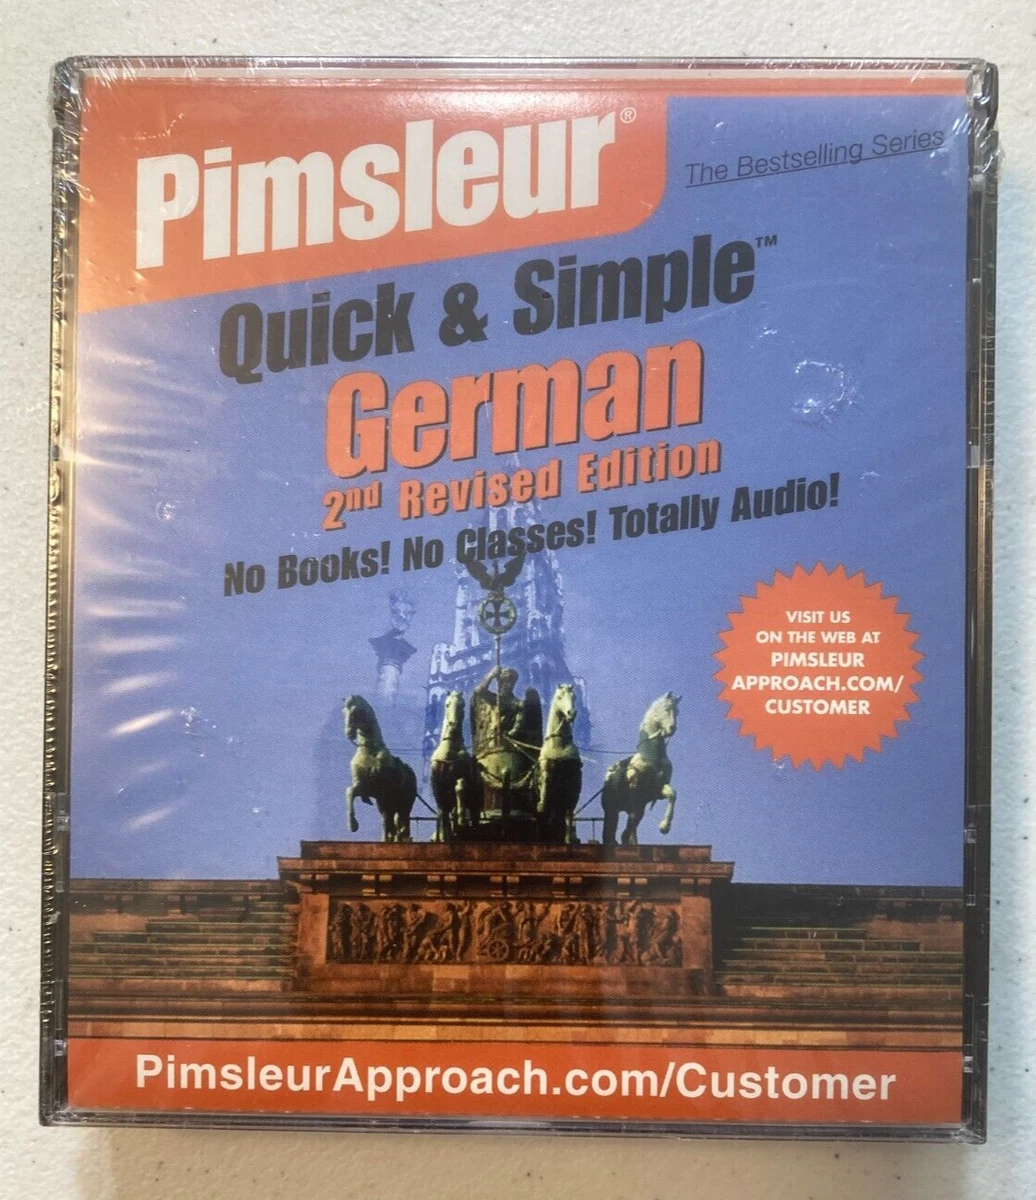 Pimsleur®
The Bestselling Series
Quick & Simple™
German
2nd Revised Edition
No Books! No Classes! Totally Audio!
VISIT US
ON THE WEB AT
PIMSLEUR
APPROACH.COM/
CUSTOMER
PimsleurApproach.com/Customer